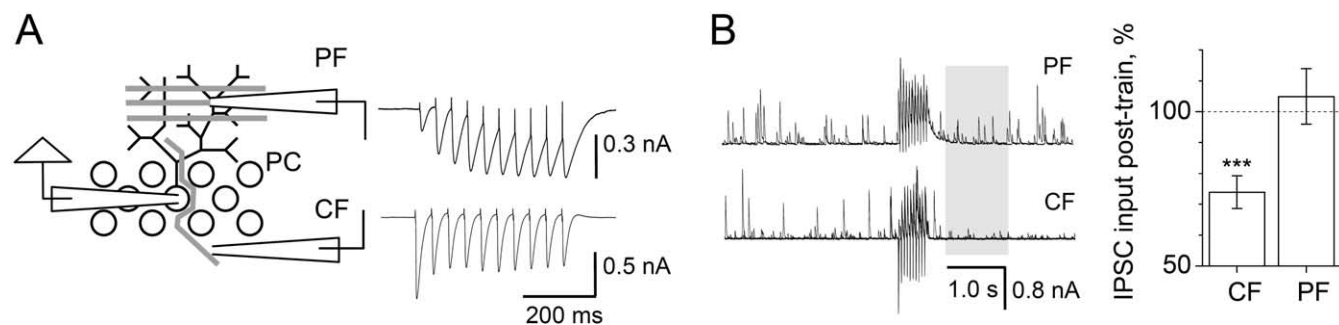 A
PF
PC
CF
0.3 nA
0.5 nA
200 ms
B
PF
CF
1.0 s
0.8 nA
IPSC input post-train, %
100
50
***
CF
PF